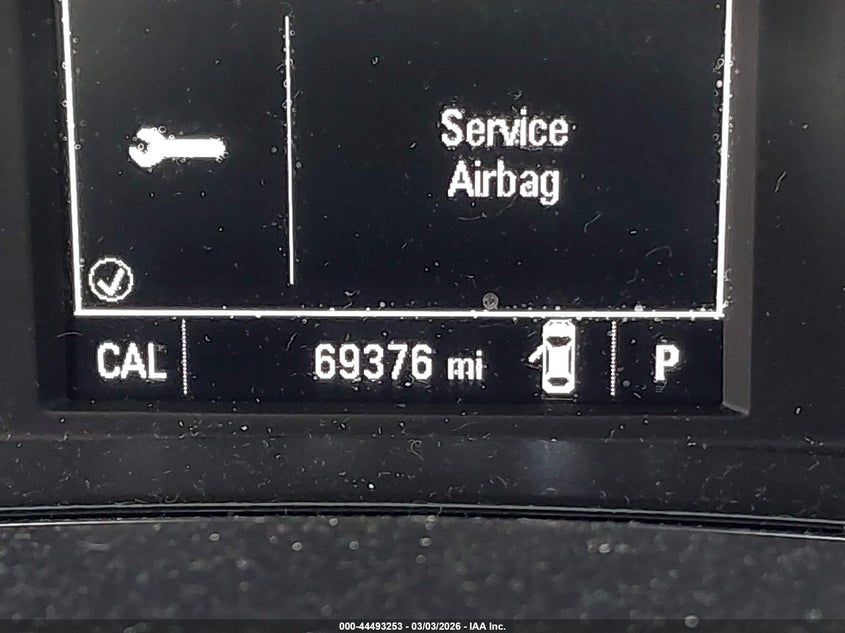 Service
Airbag
CAL 69376 mi P
000-44493253 - 03/03/2026 - IAA Inc.